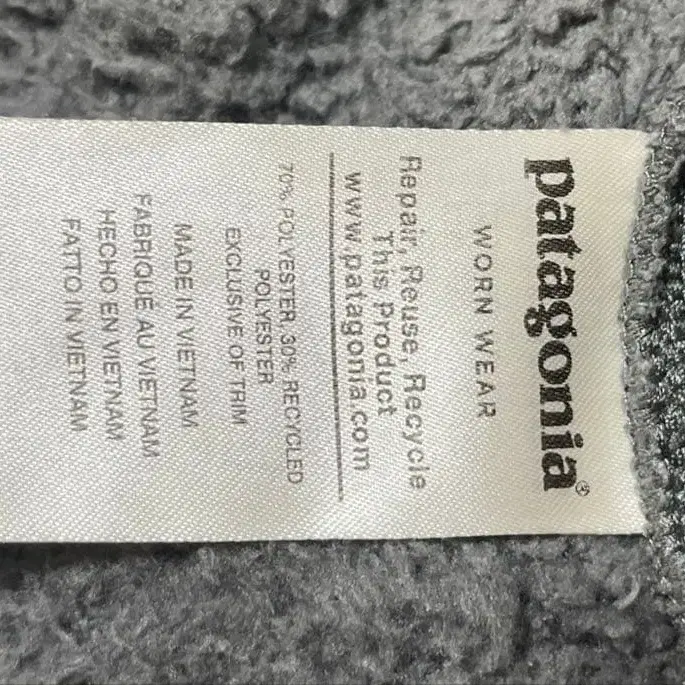 patagonia®
WORN WEAR
Repair, Reuse, Recycle
This Product
www.patagonia.com
70% POLYESTER, 30% RECYCLED
POLYESTER
EXCLUSIVE OF TRIM
MADE IN VIETNAM
FABRIQUÉ AU VIETNAM
HECHO EN VIETNAM
FATTO IN VIETNAM